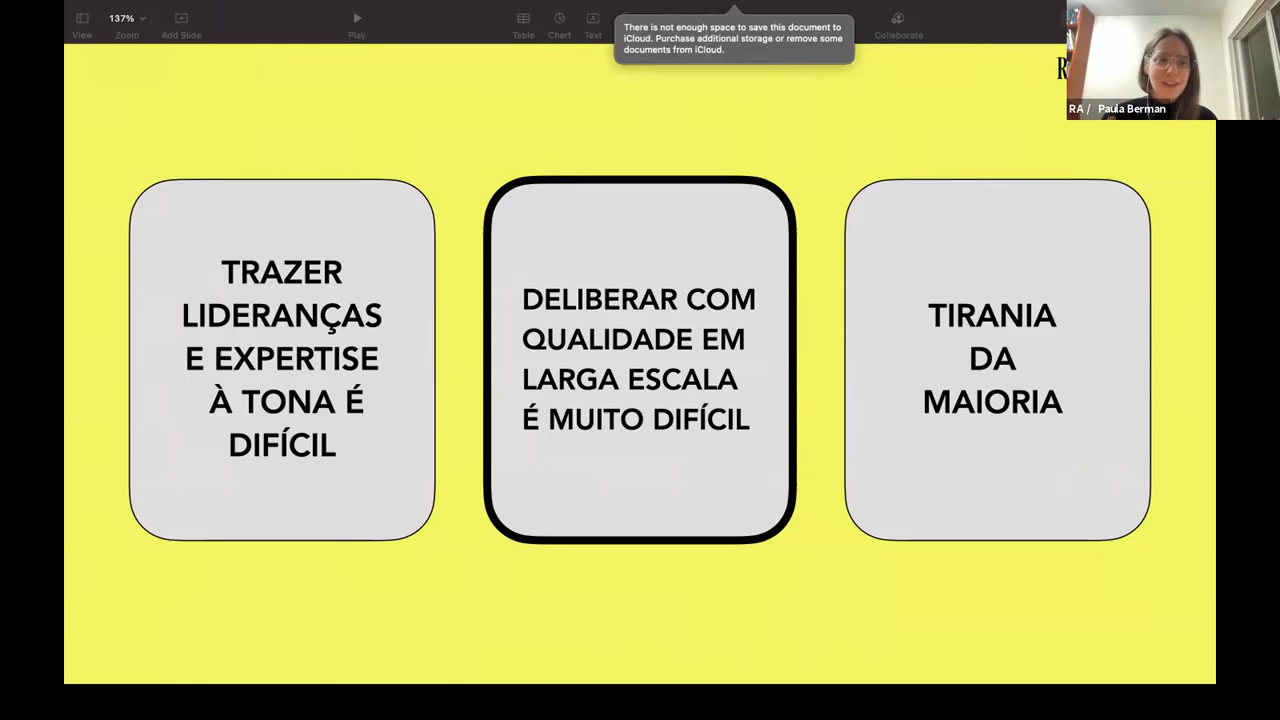 137%
View
Zoom
Add Slide
Play
Table
Chart
Text
Collaborate
There is not enough space to save this document to
iCloud. Purchase additional storage or remove some
documents from iCloud.
R
RA / Paula Berman
TRAZER
LIDERANÇAS
E EXPERTISE
À TONA É
DIFÍCIL
DELIBERAR COM
QUALIDADE EM
LARGA ESCALA
É MUITO DIFÍCIL
TIRANIA
DA
MAIORIA